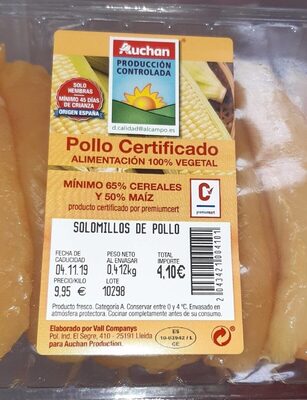 Auchan
PRODUCCIÓN
CONTROLADA
SOLO
HEMBRAS
MÍNIMO 45 DÍAS
DE CRIANZA
ORIGEN ESPAÑA
d.calidad@alcampo.es
Pollo Certificado
ALIMENTACIÓN 100% VEGETAL
MÍNIMO 65% CEREALES
Y 50% MAÍZ
producto certificado por premiumcert
premiumcert
SOLOMILLOS DE POLLO
FECHA DE CADUCIDAD
PESO NETO AL ENVASAR
TOTAL IMPORTE
04.11.19
0,412kg
4,10€
PRECIO/KILO
LOTE
9,95 €
10298
2043421004101
Producto fresco. Categoría A. Conservar entre 0 y 4 ºC. Envasado en
atmósfera protectora. Cocinar completamente antes de su consumo.
Elaborado por Vall Companys
Pol. Ind. El Segre, 410 - 25191 Lleida
para Auchan Production.
ES
10-03942 / L
CE